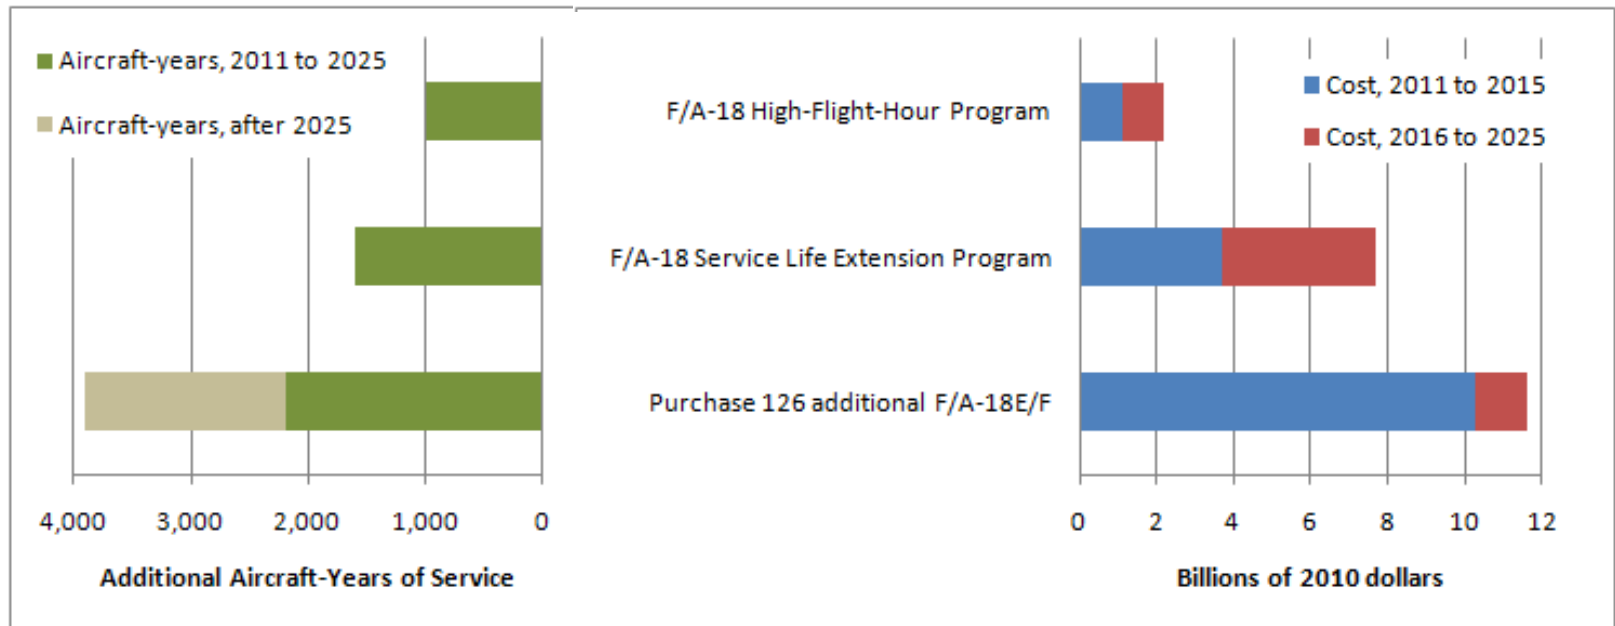 Aircraft-years, 2011 to 2025
Aircraft-years, after 2025
4,000 3,000 2,000 1,000 0
Additional Aircraft-Years of Service
F/A-18 High-Flight-Hour Program
F/A-18 Service Life Extension Program
Purchase 126 additional F/A-18E/F
Cost, 2011 to 2015
Cost, 2016 to 2025
0 2 4 6 8 10 12
Billions of 2010 dollars